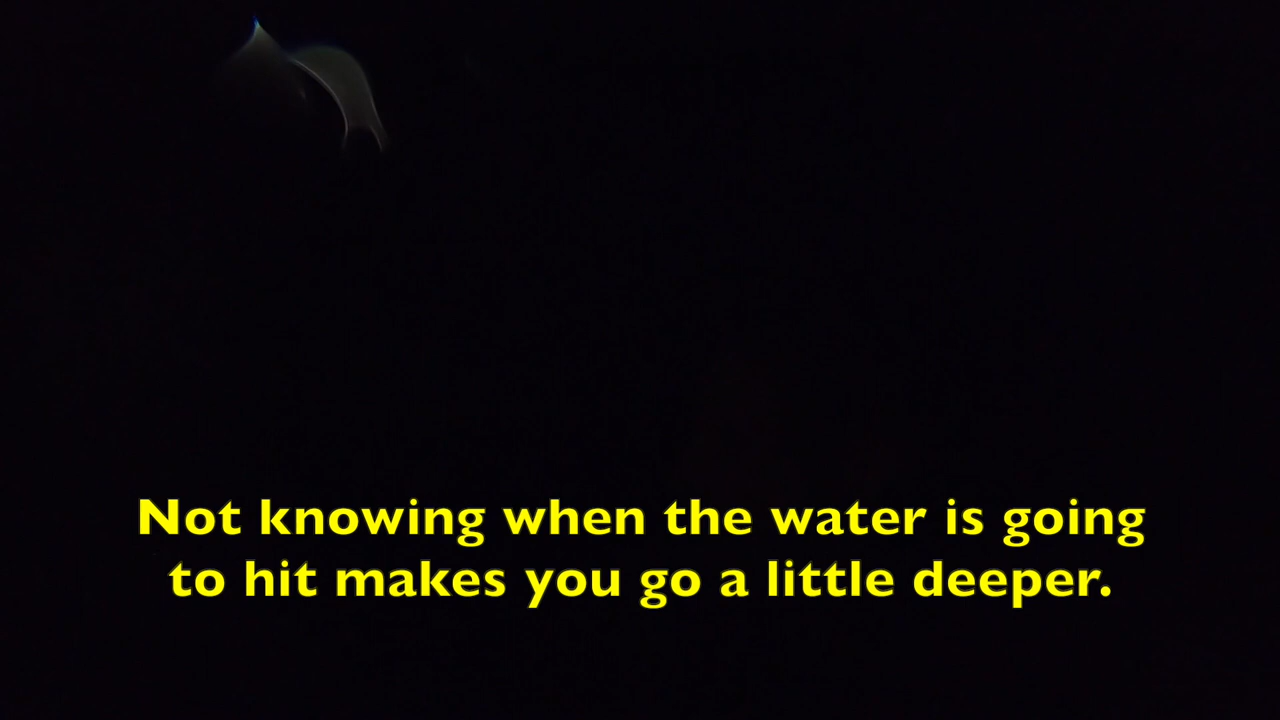 Not knowing when the water is going
to hit makes you go a little deeper.